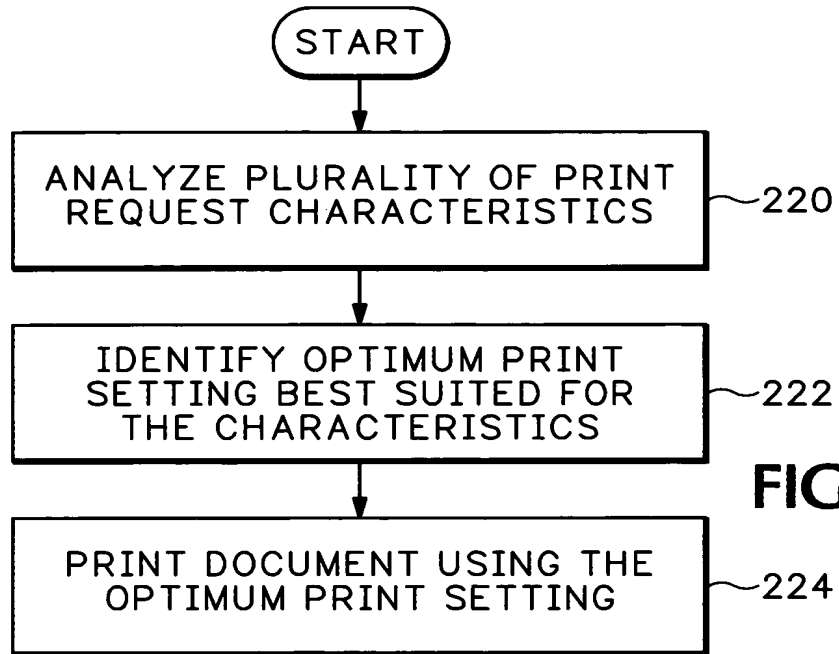 START
ANALYZE PLURALITY OF PRINT
REQUEST CHARACTERISTICS
220
IDENTIFY OPTIMUM PRINT
SETTING BEST SUITED FOR
THE CHARACTERISTICS
222
FIG
PRINT DOCUMENT USING THE
OPTIMUM PRINT SETTING
224